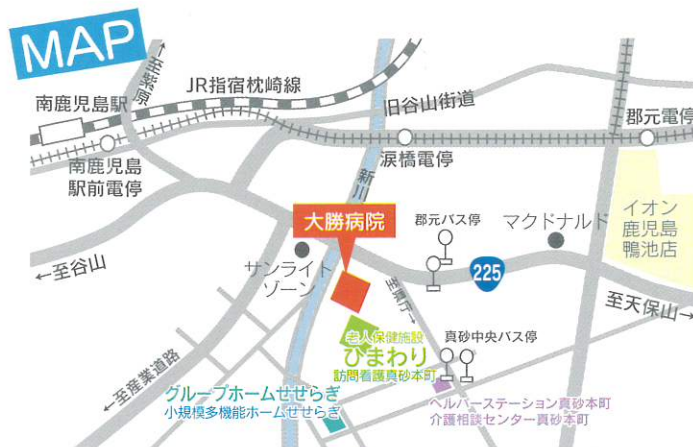 MAP
↑至紫原
JR指宿枕崎線
南鹿児島駅
旧谷山街道
郡元電停
涙橋電停
南鹿児島
駅前電停
新川
大勝病院
郡元バス停
マクドナルド
イオン
鹿児島
鴨池店
サンライト
ゾーン
←至谷山
225
至県庁→
至天保山→
老人保健施設
ひまわり
訪問看護真砂本町
真砂中央バス停
←至産業道路
グループホームせせらぎ
小規模多機能ホームせせらぎ
ヘルパーステーション真砂本町
介護相談センター真砂本町